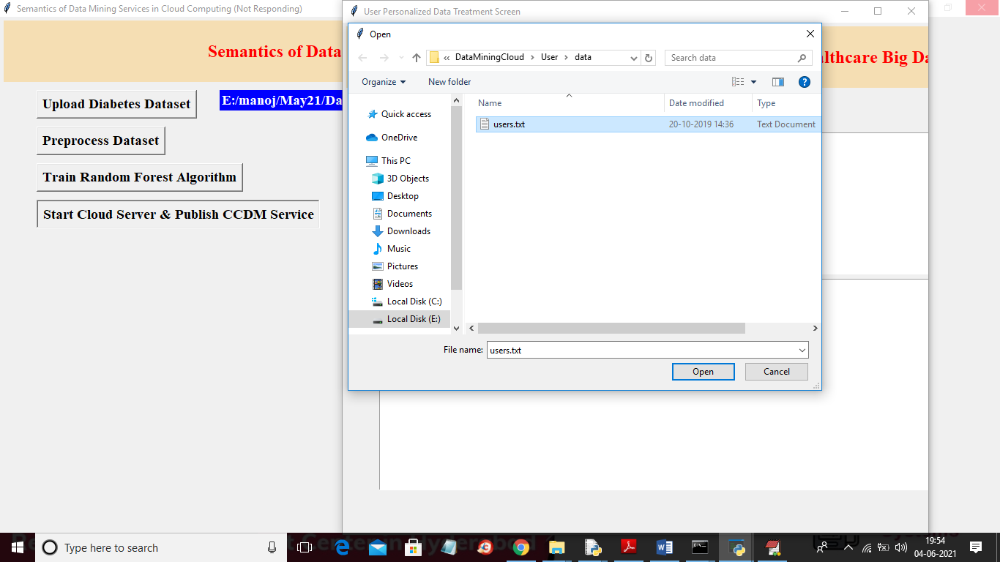 Semantics of Data Mining Services in Cloud Computing (Not Responding)
User Personalized Data Treatment Screen
Semantics of Data
lthcare Big Da
Upload Diabetes Dataset
E:/manoj/May21/Da
Preprocess Dataset
Train Random Forest Algorithm
Start Cloud Server & Publish CCDM Service
Open
« DataMiningCloud › User › data
Search data
Organize
New folder
Name
Date modified
Type
users.txt
20-10-2019 14:36
Text Document
Quick access
OneDrive
This PC
3D Objects
Desktop
Documents
Downloads
Music
Pictures
Videos
Local Disk (C:)
Local Disk (E:)
File name:
users.txt
Open
Cancel
Type here to search
19:54
04-06-2021